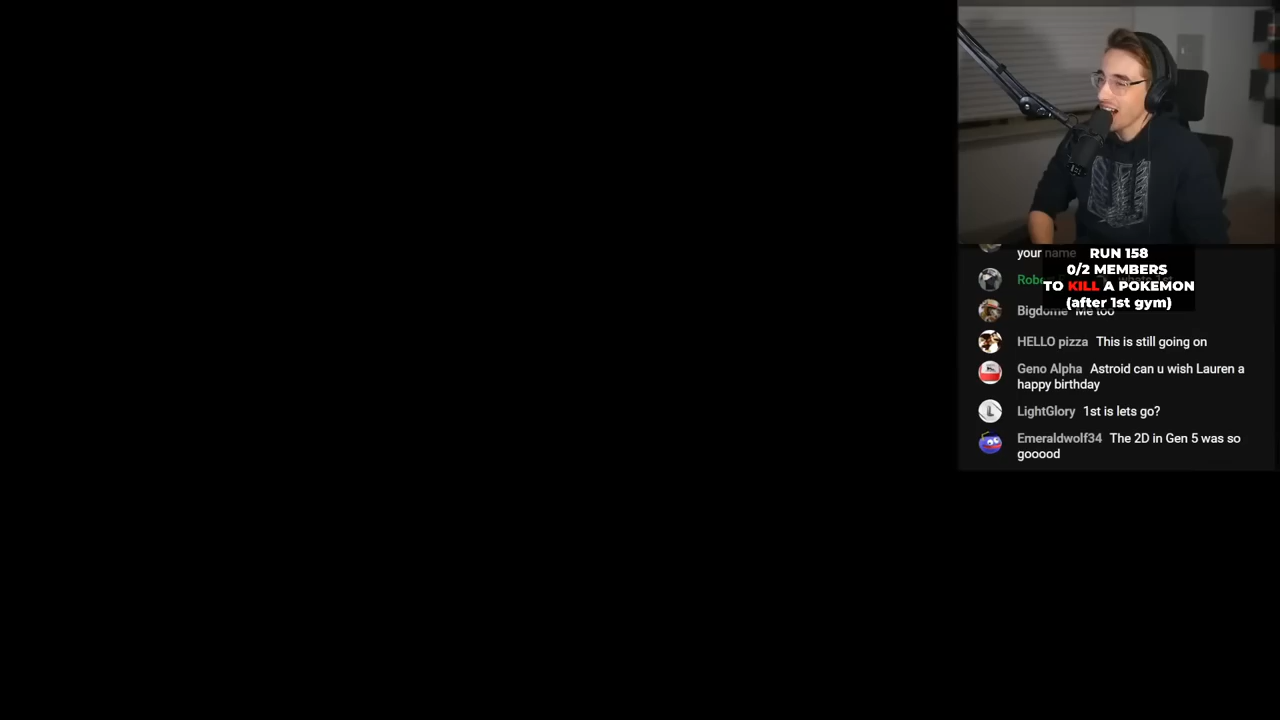 your name
RUN 158
0/2 MEMBERS
TO KILL A POKEMON
(after 1st gym)
Bigdome Me too
HELLO pizza This is still going on
Geno Alpha Astroid can u wish Lauren a
happy birthday
LightGlory 1st is lets go?
Emeraldwolf34 The 2D in Gen 5 was so
gooood